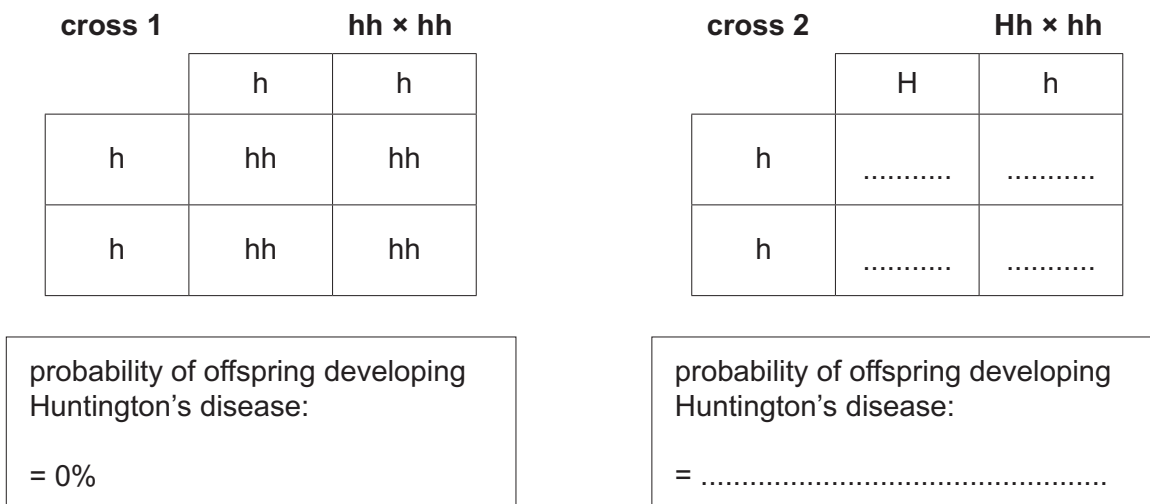 cross 1 hh × hh
h h
h hh hh
h hh hh
probability of offspring developing
Huntington's disease:
= 0%
cross 2 Hh × hh
H h
h ........... ...........
h ........... ...........
probability of offspring developing
Huntington's disease:
= ..................................................